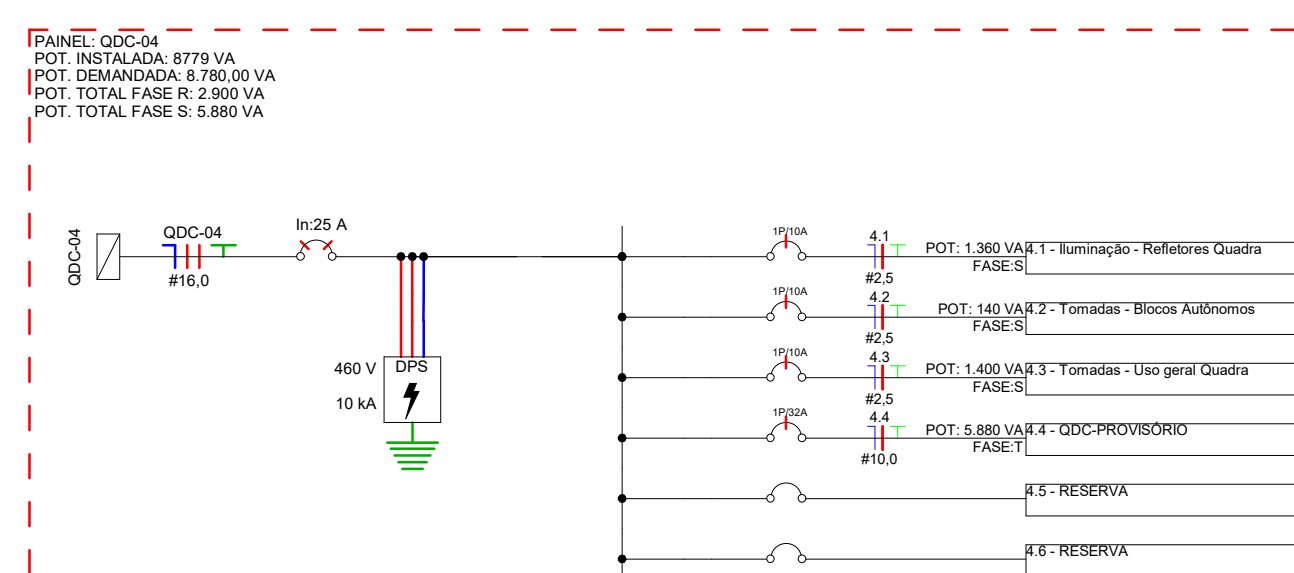 PAINEL: QDC-04
POT. INSTALADA: 8779 VA
POT. DEMANDADA: 8.780,00 VA
POT. TOTAL FASE R: 2.900 VA
POT. TOTAL FASE S: 5.880 VA
QDC-04
QDC-04
#16,0
In:25 A
460 V
10 kA
DPS
1P/10A
4.1
#2,5
POT: 1.360 VA
FASE:S
4.1 - Iluminação - Refletores Quadra
1P/10A
4.2
#2,5
POT: 140 VA
FASE:S
4.2 - Tomadas - Blocos Autônomos
1P/10A
4.3
#2,5
POT: 1.400 VA
FASE:S
4.3 - Tomadas - Uso geral Quadra
1P/32A
4.4
#10,0
POT: 5.880 VA
FASE:T
4.4 - QDC-PROVISÓRIO
4.5 - RESERVA
4.6 - RESERVA